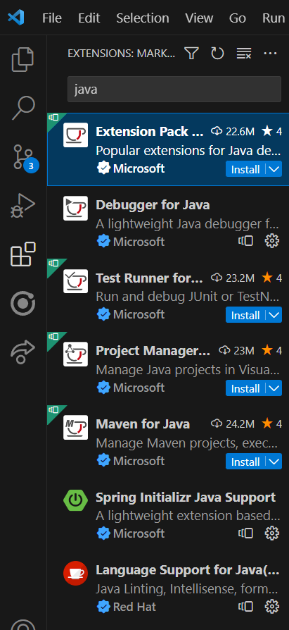 File Edit Selection View Go Run
EXTENSIONS: MARK...
java
Extension Pack ... 22.6M 4
Popular extensions for Java de...
Microsoft Install
3
Debugger for Java
A lightweight Java debugger f...
Microsoft
Test Runner for... 23.2M 4
Run and debug JUnit or TestN...
Microsoft Install
Project Manager... 23M 4
Manage Java projects in Visua...
Microsoft Install
Maven for Java 24.2M 4
Manage Maven projects, exec...
Microsoft Install
Spring Initializr Java Support
A lightweight extension based...
Microsoft
Language Support for Java(...
Java Linting, Intellisense, form...
Red Hat